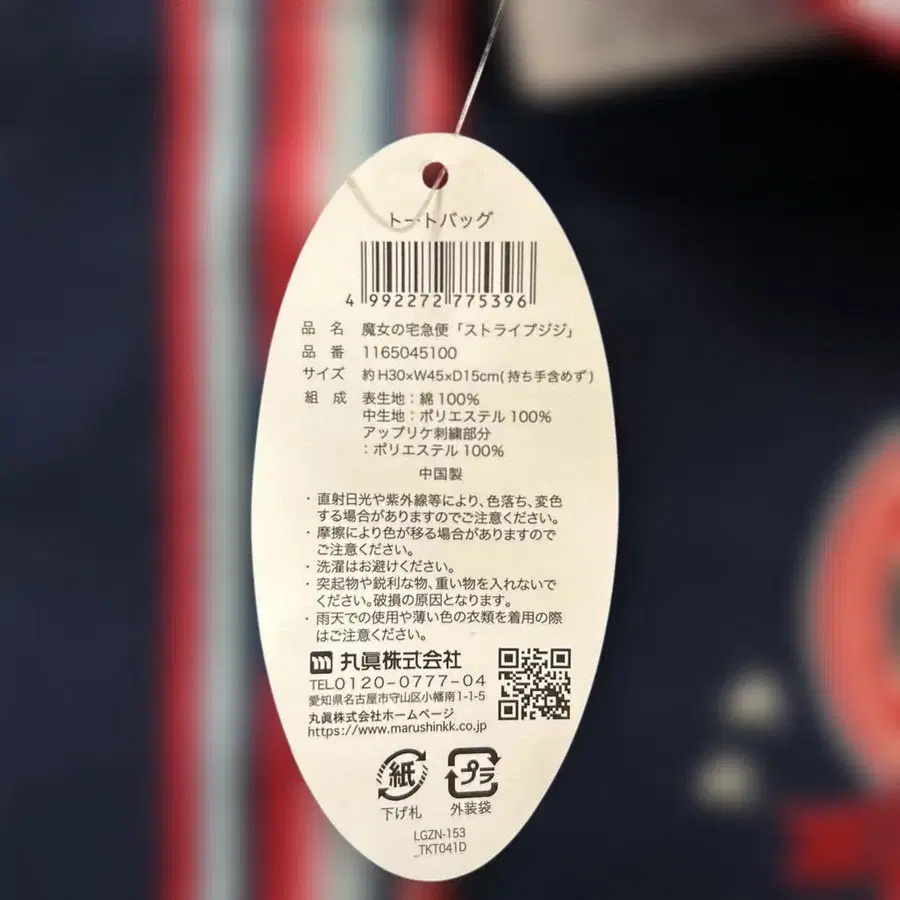 トートバッグ
4 992272 775396
品 名 魔女の宅急便「ストライプジジ」
品 番 1165045100
サイズ 約H30×W45×D15cm(持ち手含めず)
組 成 表生地:綿100%
中生地:ポリエステル100%
アップリケ刺繍部分
:ポリエステル100%
中国製
・直射日光や紫外線等により、色落ち、変色
する場合がありますのでご注意ください。
・摩擦により色が移る場合がありますので
ご注意ください。
・洗濯はお避けください。
・突起物や鋭利な物、重い物を入れないで
ください。破損の原因となります。
・雨天での使用や薄い色の衣類を着用の際
はご注意ください。
丸眞株式会社
TEL.0120-0777-04
愛知県名古屋市守山区小幡南1-1-5
丸眞株式会社ホームページ
https://www.marushinkk.co.jp
紙 プラ
下げ札 外装袋
LGZN-153
_TKT041D